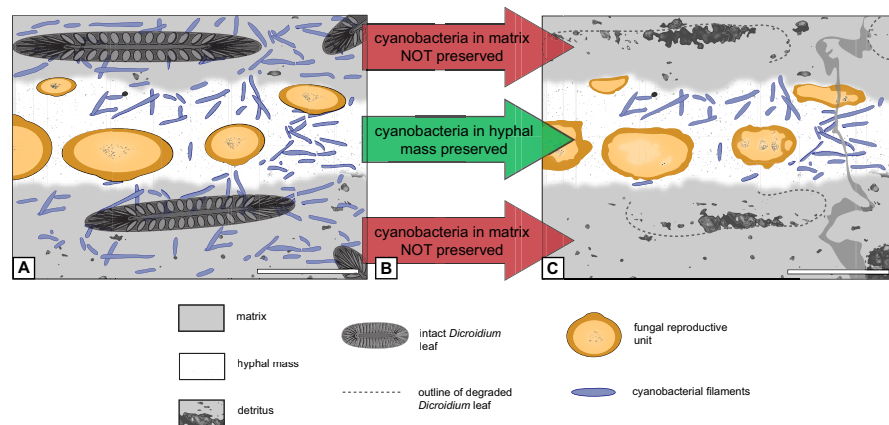 cyanobacteria in matrix
NOT preserved
cyanobacteria in hyphal
mass preserved
cyanobacteria in matrix
NOT preserved
A
B
C
matrix
hyphal mass
detritus
intact Dicroidium
leaf
outline of degraded
Dicroidium leaf
fungal reproductive
unit
cyanobacterial filaments